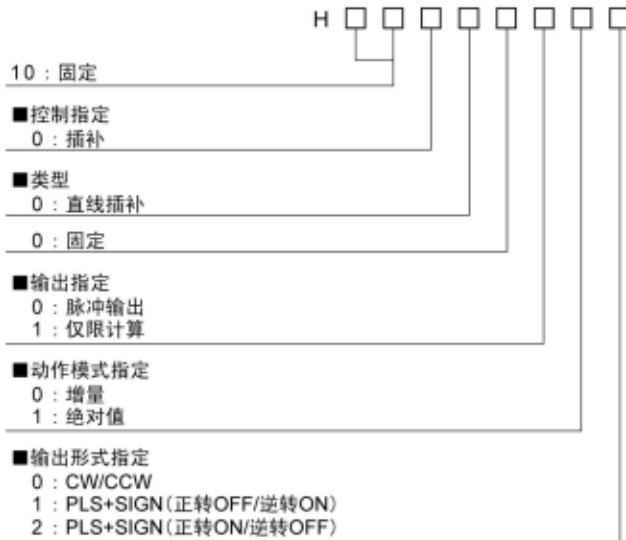 H □□□□□□□□
10：固定
■控制指定
0：插补
■类型
0：直线插补
0：固定
■输出指定
0：脉冲输出
1：仅限计算
■动作模式指定
0：增量
1：绝对值
■输出形式指定
0：CW/CCW
1：PLS+SIGN（正转OFF/逆转ON）
2：PLS+SIGN（正转ON/逆转OFF）